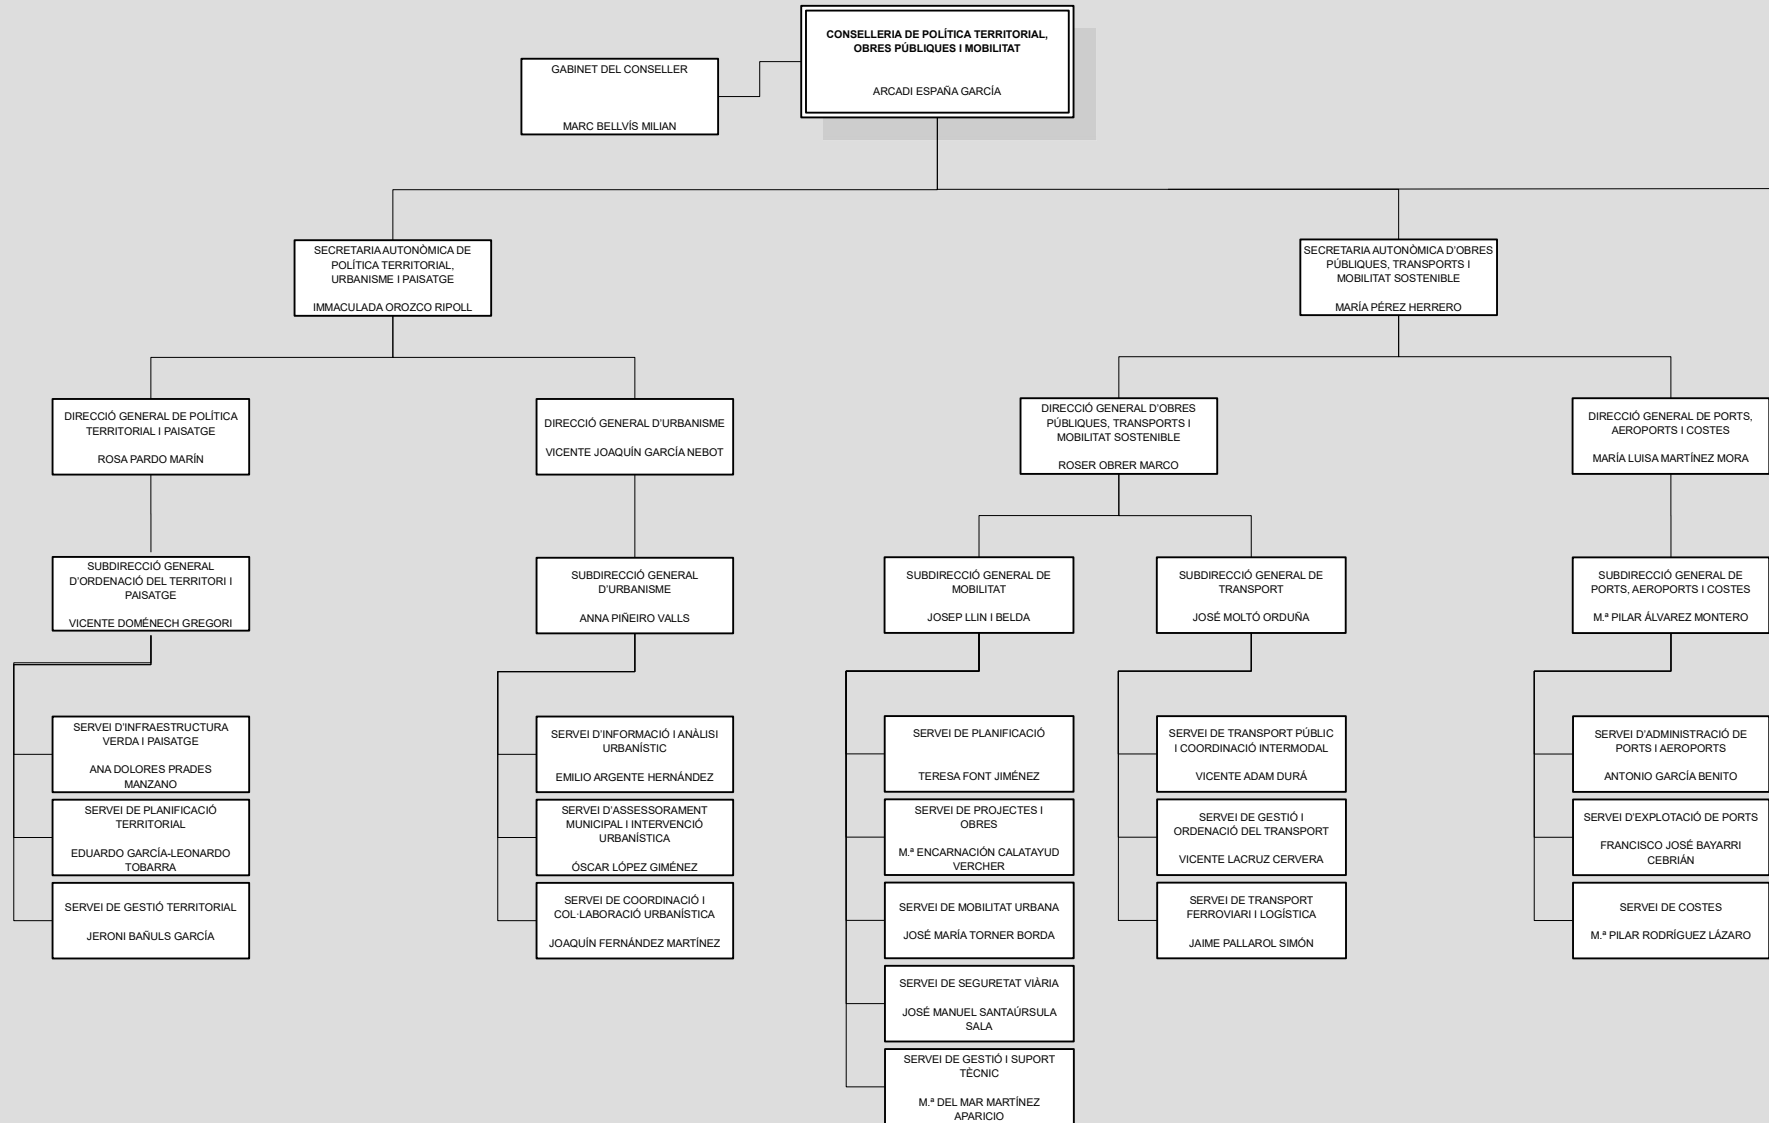 CONSELLERIA DE POLÍTICA TERRITORIAL,
OBRES PÚBLIQUES I MOBILITAT
ARCADI ESPAÑA GARCÍA
GABINET DEL CONSELLER
MARC BELLVÍS MILIAN
SECRETARIA AUTONÒMICA DE
POLÍTICA TERRITORIAL,
URBANISME I PAISATGE
IMMACULADA OROZCO RIPOLL
SECRETARIA AUTONÒMICA D'OBRES
PÚBLIQUES, TRANSPORTS I
MOBILITAT SOSTENIBLE
MARÍA PÉREZ HERRERO
DIRECCIÓ GENERAL DE POLÍTICA
TERRITORIAL I PAISATGE
ROSA PARDO MARÍN
DIRECCIÓ GENERAL D'URBANISME
VICENTE JOAQUÍN GARCÍA NEBOT
DIRECCIÓ GENERAL D'OBRES
PÚBLIQUES, TRANSPORTS I
MOBILITAT SOSTENIBLE
ROSER OBRER MARCO
DIRECCIÓ GENERAL DE PORTS,
AEROPORTS I COSTES
MARÍA LUISA MARTÍNEZ MORA
SUBDIRECCIÓ GENERAL
D'ORDENACIÓ DEL TERRITORI I
PAISATGE
VICENTE DOMÉNECH GREGORI
SUBDIRECCIÓ GENERAL
D'URBANISME
ANNA PIÑEIRO VALLS
SUBDIRECCIÓ GENERAL DE
MOBILITAT
JOSEP LLIN I BELDA
SUBDIRECCIÓ GENERAL DE
TRANSPORT
JOSÉ MOLTÓ ORDUÑA
SUBDIRECCIÓ GENERAL DE
PORTS, AEROPORTS I COSTES
M.ª PILAR ÁLVAREZ MONTERO
SERVEI D'INFRAESTRUCTURA
VERDA I PAISATGE
ANA DOLORES PRADES
MANZANO
SERVEI DE PLANIFICACIÓ
TERRITORIAL
EDUARDO GARCÍA-LEONARDO
TOBARRA
SERVEI DE GESTIÓ TERRITORIAL
JERONI BAÑULS GARCÍA
SERVEI D'INFORMACIÓ I ANÀLISI
URBANÍSTIC
EMILIO ARGENTE HERNÁNDEZ
SERVEI D'ASSESSORAMENT
MUNICIPAL I INTERVENCIÓ
URBANÍSTICA
ÓSCAR LÓPEZ GIMÉNEZ
SERVEI DE COORDINACIÓ I
COL·LABORACIÓ URBANÍSTICA
JOAQUÍN FERNÁNDEZ MARTÍNEZ
SERVEI DE PLANIFICACIÓ
TERESA FONT JIMÉNEZ
SERVEI DE PROJECTES I
OBRES
M.ª ENCARNACIÓN CALATAYUD
VERCHER
SERVEI DE MOBILITAT URBANA
JOSÉ MARÍA TORNER BORDA
SERVEI DE SEGURETAT VIÀRIA
JOSÉ MANUEL SANTAÚRSULA
SALA
SERVEI DE GESTIÓ I SUPORT
TÈCNIC
M.ª DEL MAR MARTÍNEZ
APARICIO
SERVEI DE TRANSPORT PÚBLIC
I COORDINACIÓ INTERMODAL
VICENTE ADAM DURÁ
SERVEI DE GESTIÓ I
ORDENACIÓ DEL TRANSPORT
VICENTE LACRUZ CERVERA
SERVEI DE TRANSPORT
FERROVIARI I LOGÍSTICA
JAIME PALLAROL SIMÓN
SERVEI D'ADMINISTRACIÓ DE
PORTS I AEROPORTS
ANTONIO GARCÍA BENITO
SERVEI D'EXPLOTACIÓ DE PORTS
FRANCISCO JOSÉ BAYARRI
CEBRIÁN
SERVEI DE COSTES
M.ª PILAR RODRÍGUEZ LÁZARO